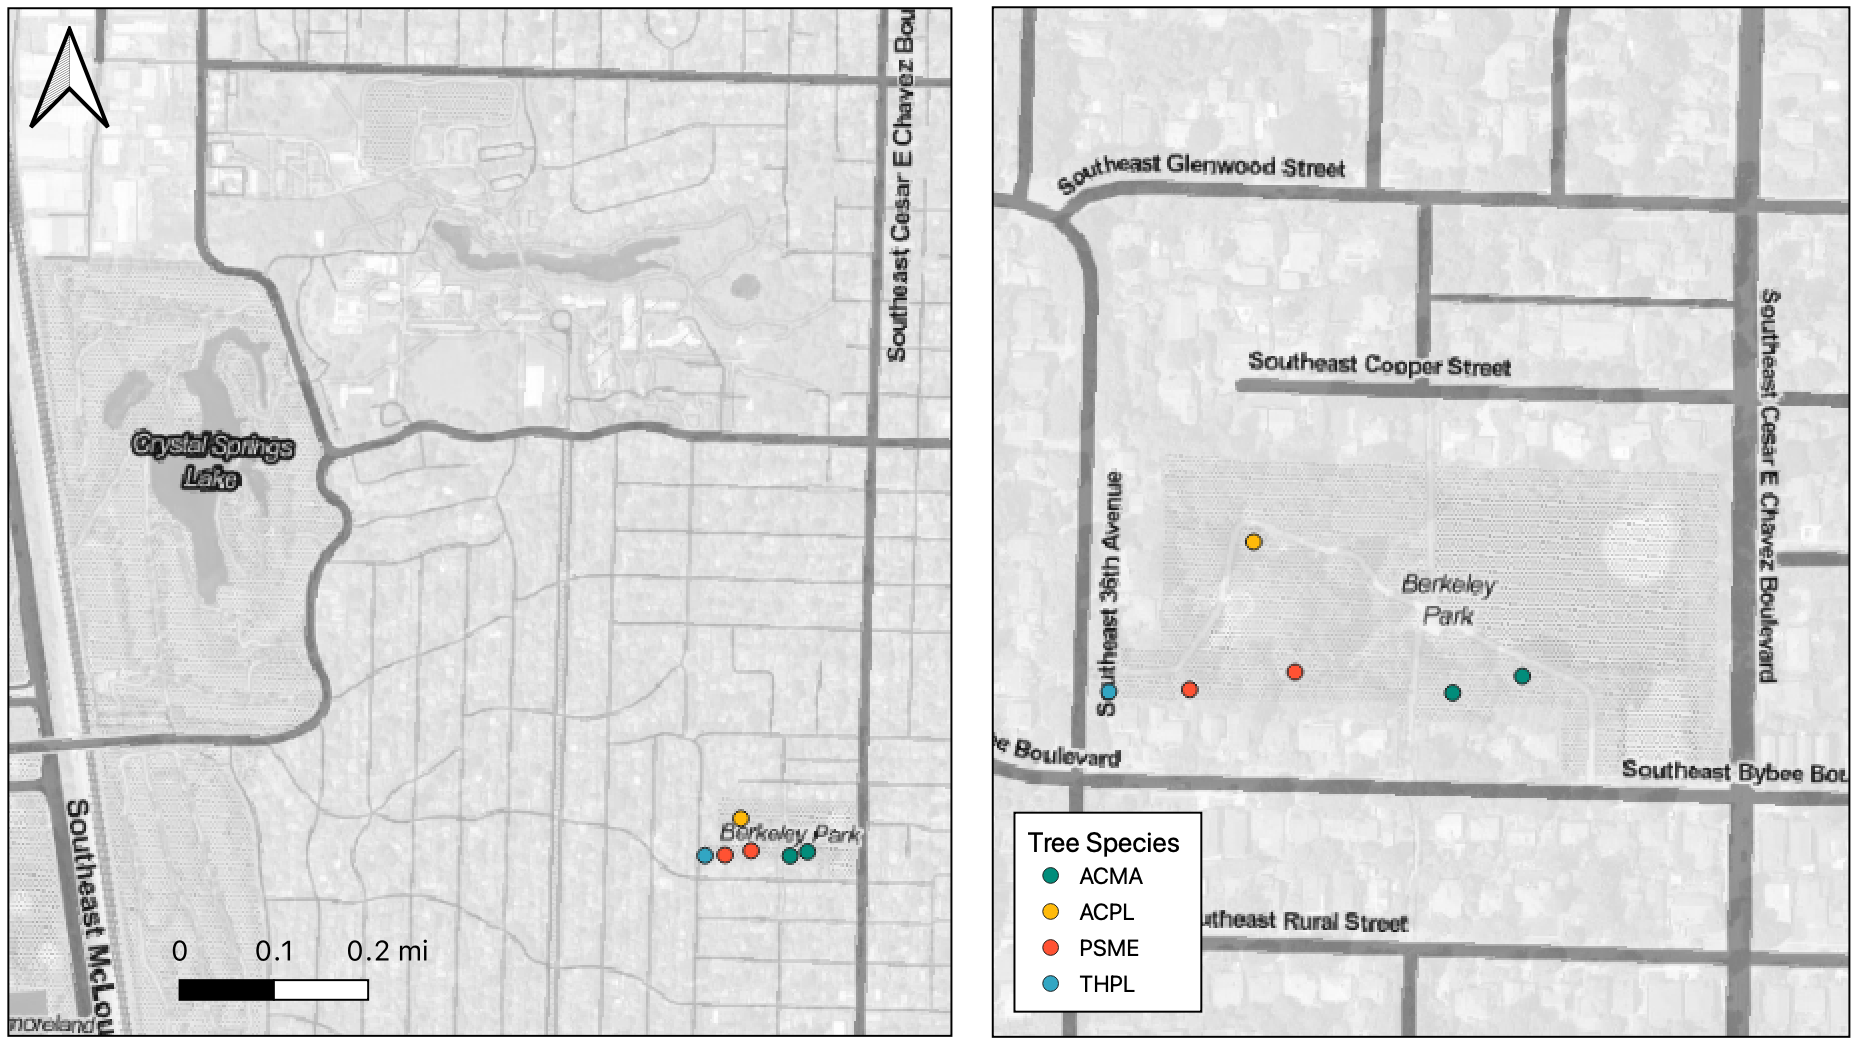 Southeast Cesar E Chavez Bou
Crystal Springs
Lake
Berkeley Park
Southeast McLou
0 0.1 0.2 mi
moreland
Southeast Glenwood Street
Southeast Copper Street
Southeast Cesar E Chavez Boulevard
Southeast 36th Avenue
Berkeley
Park
ee Boulevard
Southeast Bybee Bou
utheast Rural Street
Tree Species
ACMA
ACPL
PSME
THPL